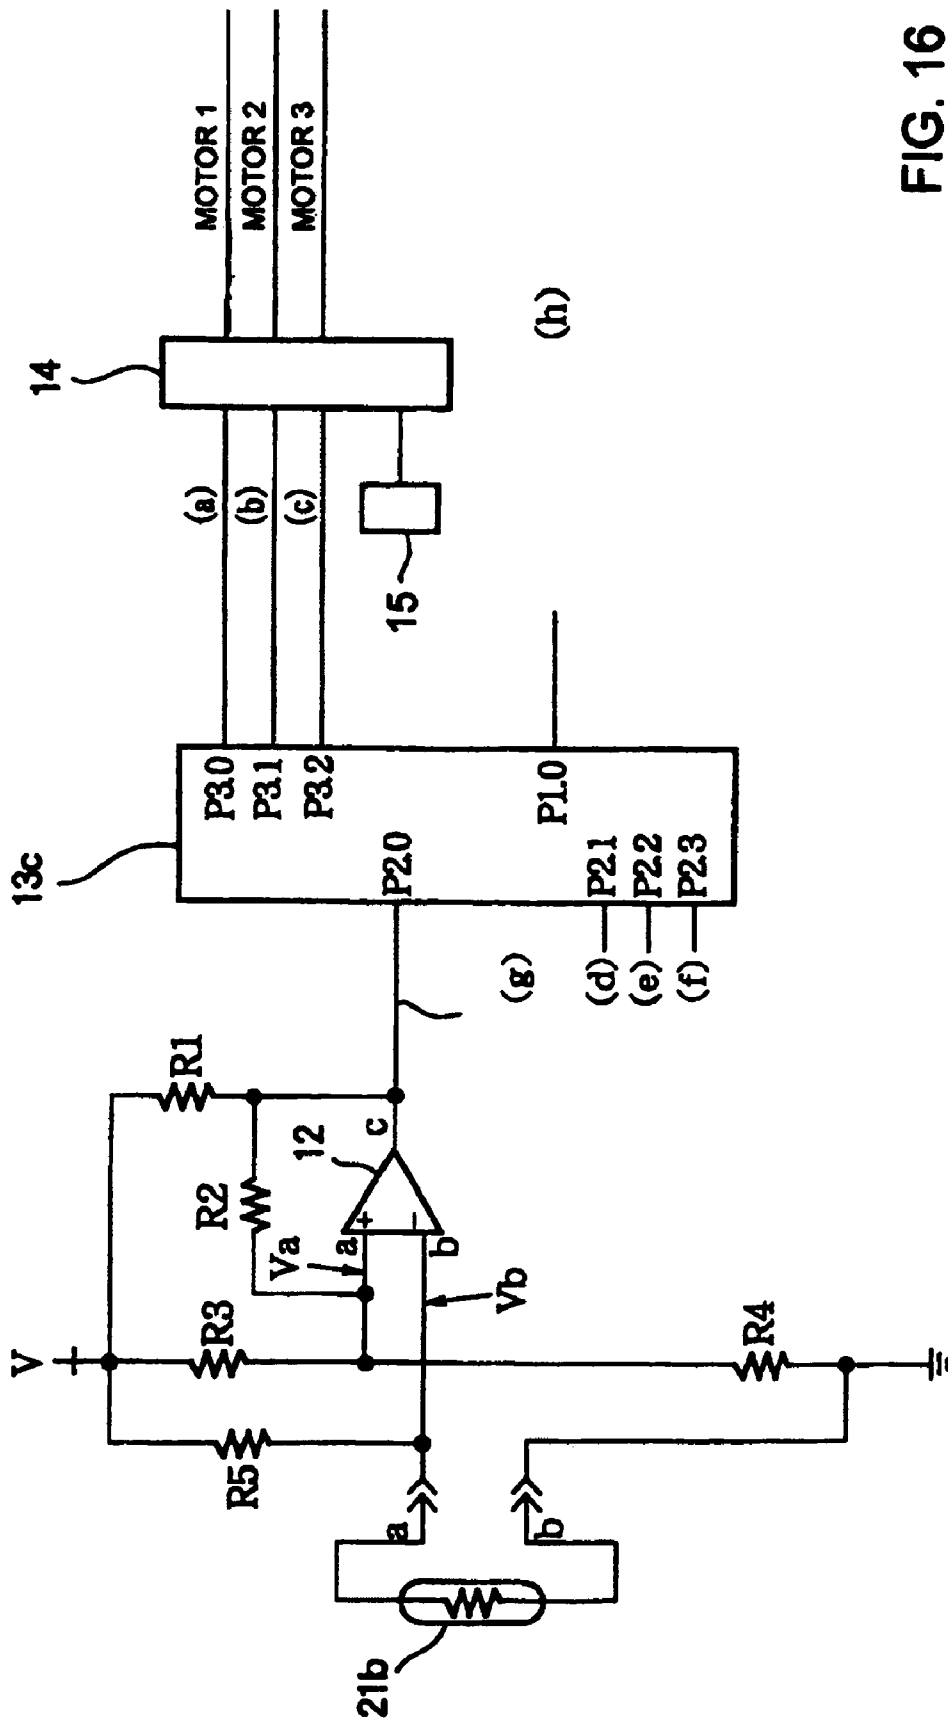 V
13c
14
R1
(a)
MOTOR 1
R3
R2
P3.0
R5
(b)
MOTOR 2
P3.1
Va
12
(c)
MOTOR 3
P3.2
a
+
c
21b
a
−
P2.0
15
b
Vb
(g)
b
P1.0
(h)
(d)
P2.1
(e)
P2.2
(f)
P2.3
R4
FIG. 16